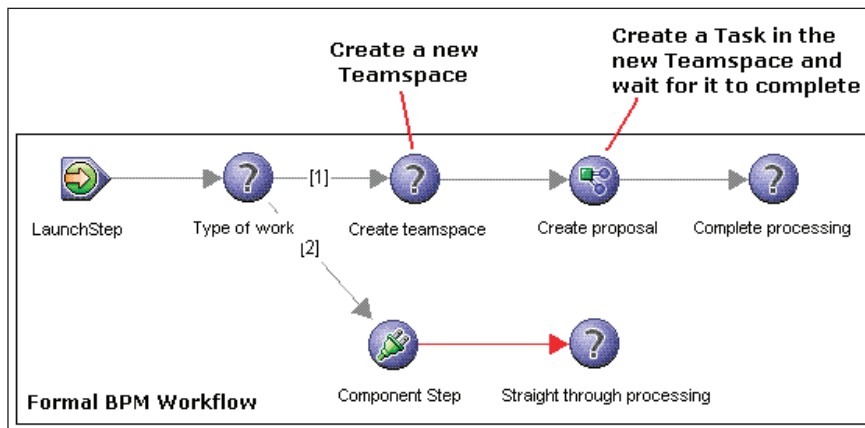 Create a new
Teamspace
Create a Task in the
new Teamspace and
wait for it to complete
[1]
LaunchStep
Type of work
Create teamspace
Create proposal
Complete processing
[2]
Component Step
Straight through processing
Formal BPM Workflow